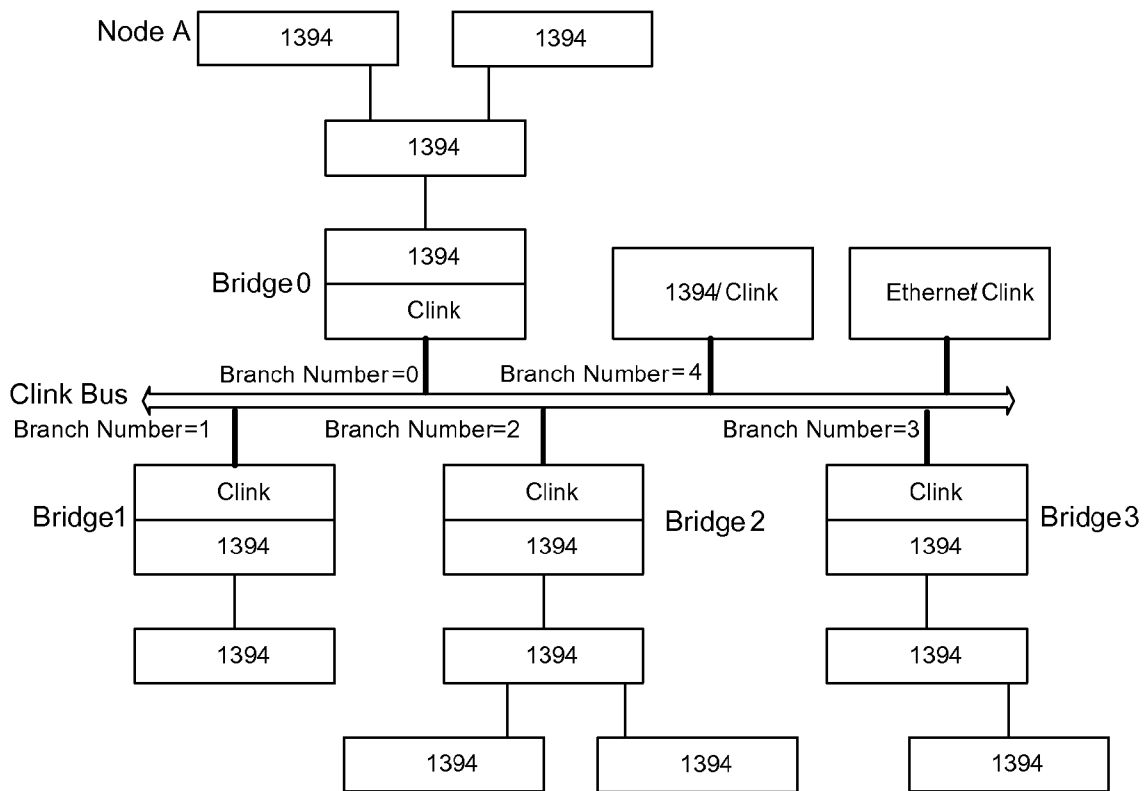 Node A
1394
1394
1394
1394
Bridge 0
Clink
1394/Clink
Ethernet/Clink
Branch Number=0
Branch Number=4
Clink Bus
Branch Number=1
Branch Number=2
Branch Number=3
Clink
Clink
Clink
Bridge1
Bridge 2
Bridge3
1394
1394
1394
1394
1394
1394
1394
1394
1394